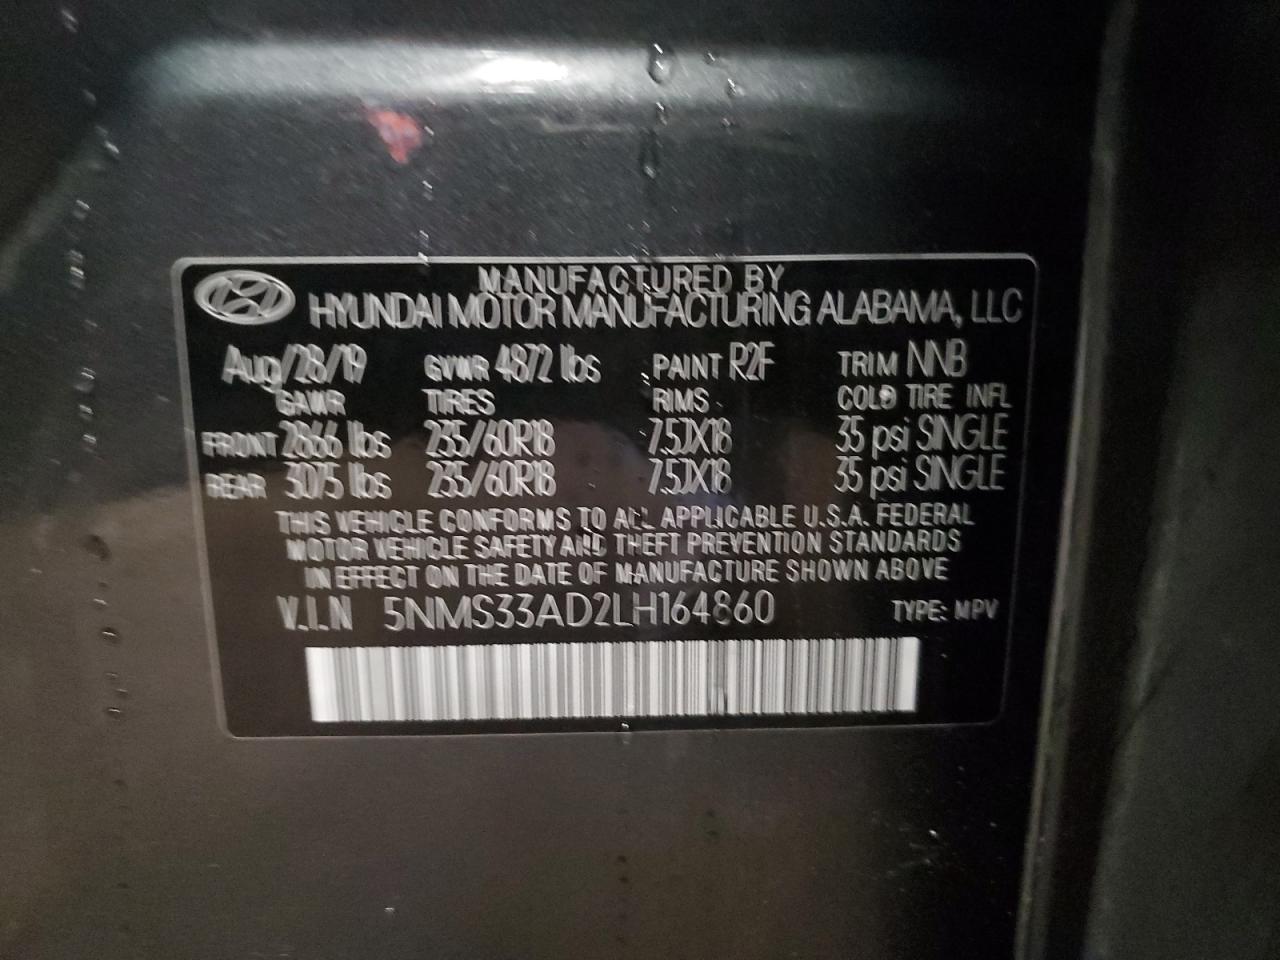 MANUFACTURED BY
HYUNDAI MOTOR MANUFACTURING ALABAMA, LLC
Aug/28/19 GVWR 4872 lbs PAINT R2F TRIM NNB
GAWR TIRES RIMS COLD TIRE INFL
FRONT 2866 lbs 235/60R18 7.5JX18 35 psi SINGLE
REAR 3075 lbs 235/60R18 7.5JX18 35 psi SINGLE
THIS VEHICLE CONFORMS TO ALL APPLICABLE U.S.A. FEDERAL
MOTOR VEHICLE SAFETY AND THEFT PREVENTION STANDARDS
IN EFFECT ON THE DATE OF MANUFACTURE SHOWN ABOVE
V.I.N 5NMS33AD2LH164860 TYPE: MPV